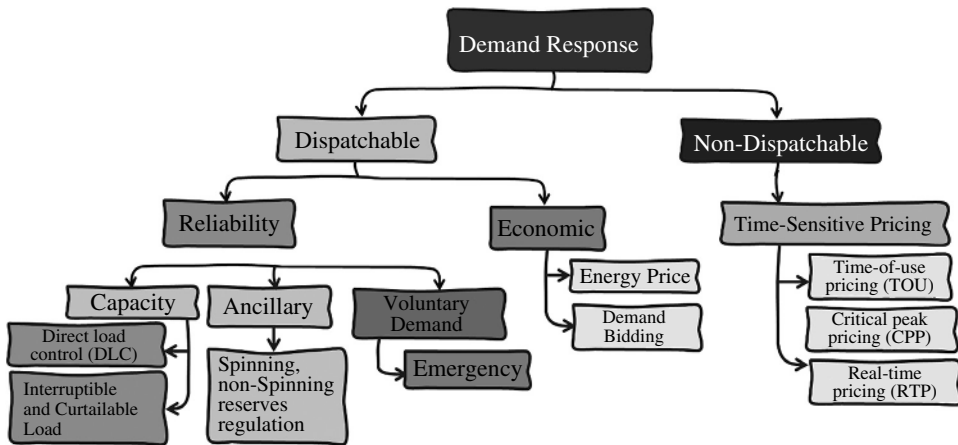 Demand Response
Dispatchable
Non-Dispatchable
Reliability
Economic
Time-Sensitive Pricing
Energy Price
Demand
Bidding
Time-of-use
pricing (TOU)
Critical peak
pricing (CPP)
Real-time
pricing (RTP)
Capacity
Ancillary
Voluntary
Demand
Direct load
control (DLC)
Interruptible
and Curtailable
Load
Spinning,
non-Spinning
reserves
regulation
Emergency